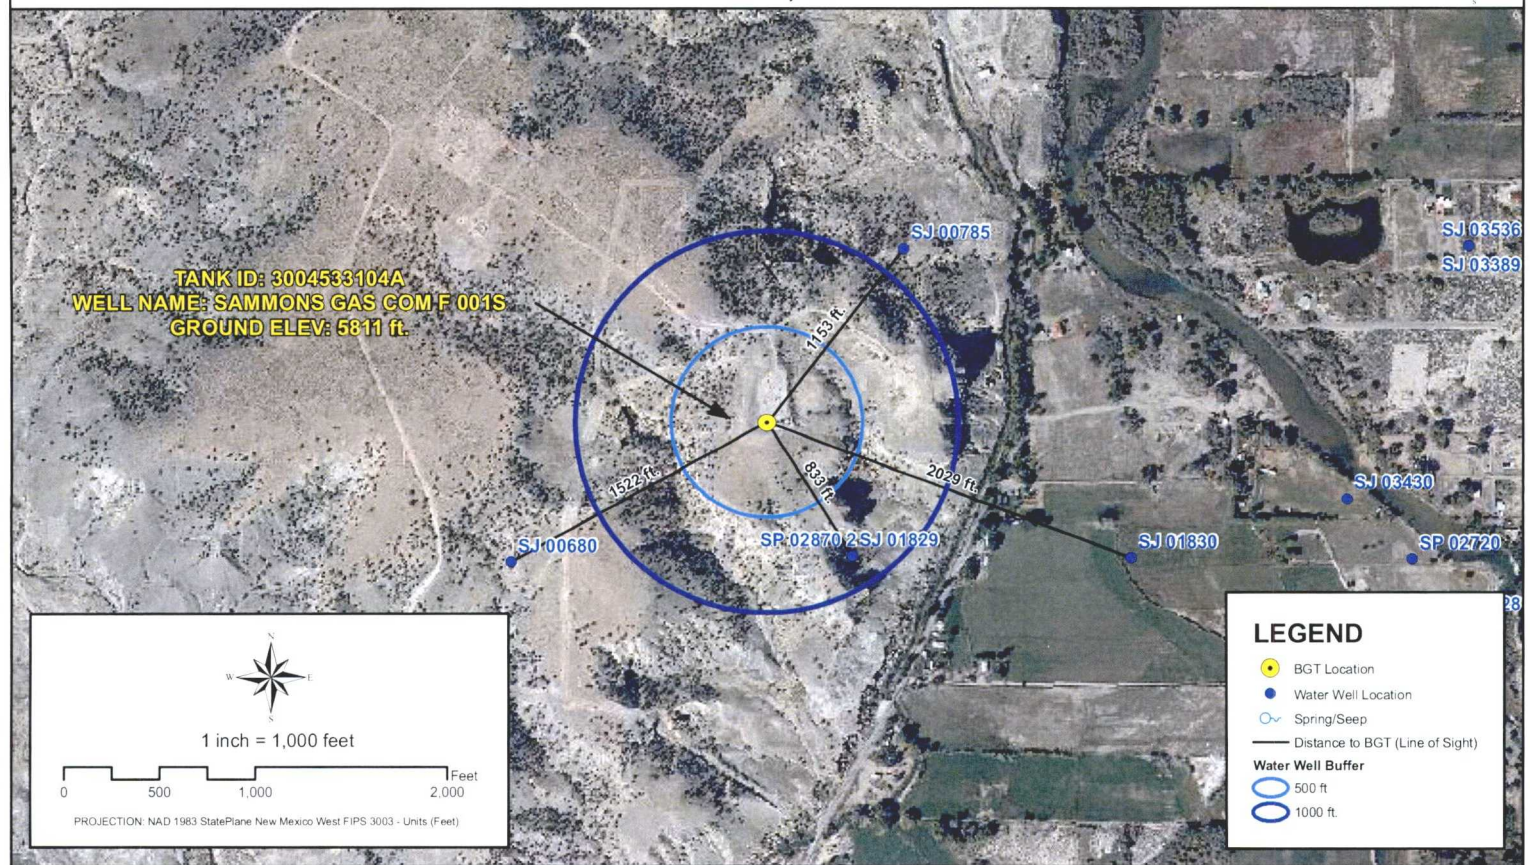 SJ 00785
SJ 03536
SJ 03389
TANK ID: 3004533104A
WELL NAME: SAMMONS GAS COM F 001S
GROUND ELEV: 5811 ft.
1153 ft.
1522 ft.
833 ft.
2029 ft.
SJ 03430
SJ 00680
SP 02870 2
SJ 01829
SJ 01830
SP 02720
28
N
W E
S
1 inch = 1,000 feet
Feet
0 500 1,000 2,000
PROJECTION: NAD 1983 StatePlane New Mexico West FIPS 3003 - Units (Feet)
LEGEND
BGT Location
Water Well Location
Spring/Seep
Distance to BGT (Line of Sight)
Water Well Buffer
500 ft
1000 ft.